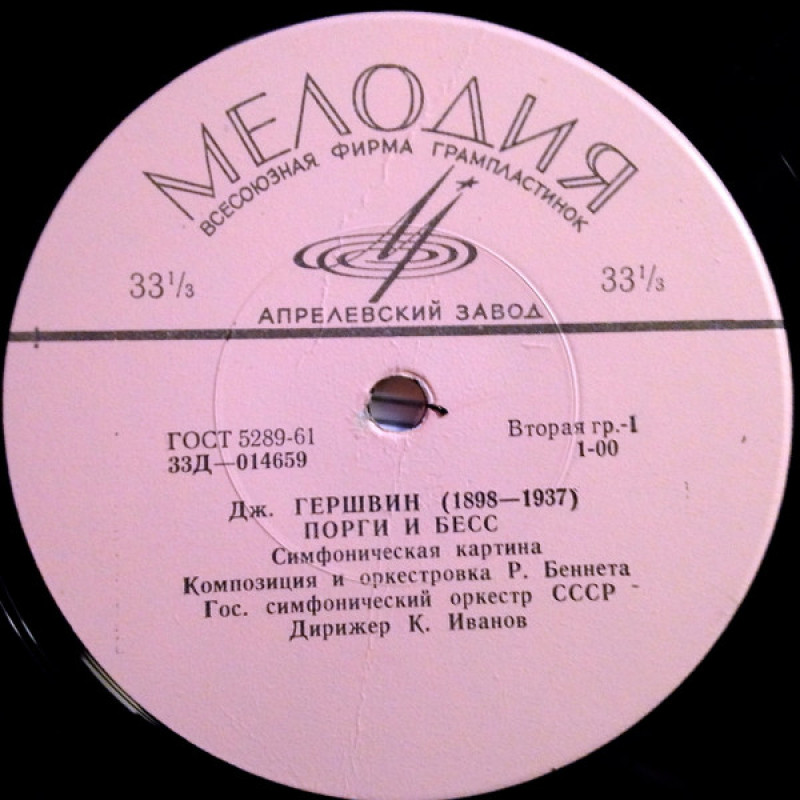 МЕЛОДИЯ
ВСЕСОЮЗНАЯ ФИРМА ГРАМПЛАСТИНОК
33⅓ 33⅓
АПРЕЛЕВСКИЙ ЗАВОД
ГОСТ 5289-61 Вторая гр.-1
33Д—014659 1-00
Дж. ГЕРШВИН (1898—1937)
ПОРГИ И БЕСС
Симфоническая картина
Композиция и оркестровка Р. Беннета
Гос. симфонический оркестр СССР
Дирижер К. Иванов